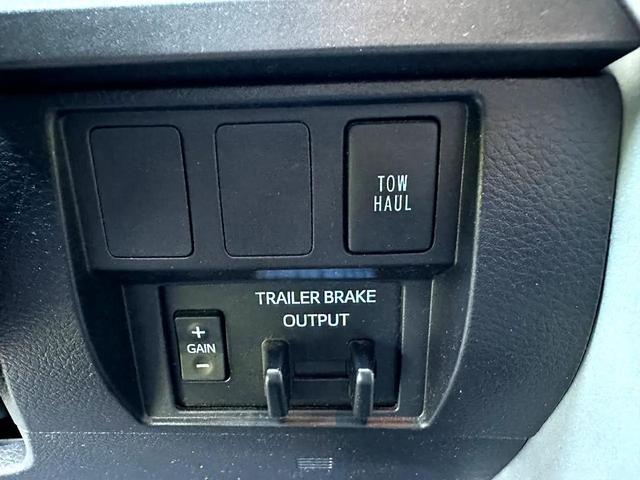 TOW
HAUL
TRAILER BRAKE
OUTPUT
+
GAIN
-